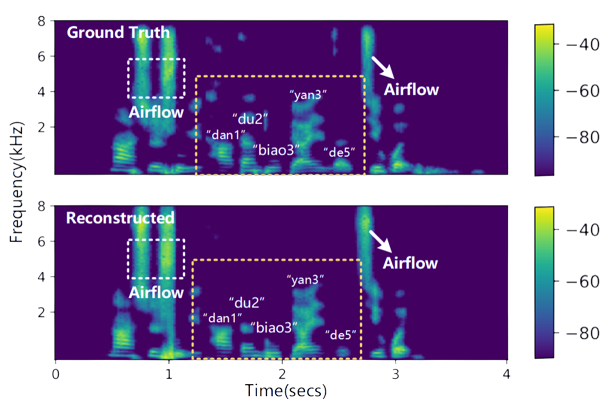 Ground Truth
8
6
4
2
Airflow
Airflow
"yan3"
"du2"
"dan1"
"biao3"
"de5"
−40
−60
−80
Frequency(kHz)
Reconstructed
8
6
4
2
Airflow
Airflow
"yan3"
"du2"
"dan1"
"biao3"
"de5"
−40
−60
−80
0
1
2
3
4
Time(secs)